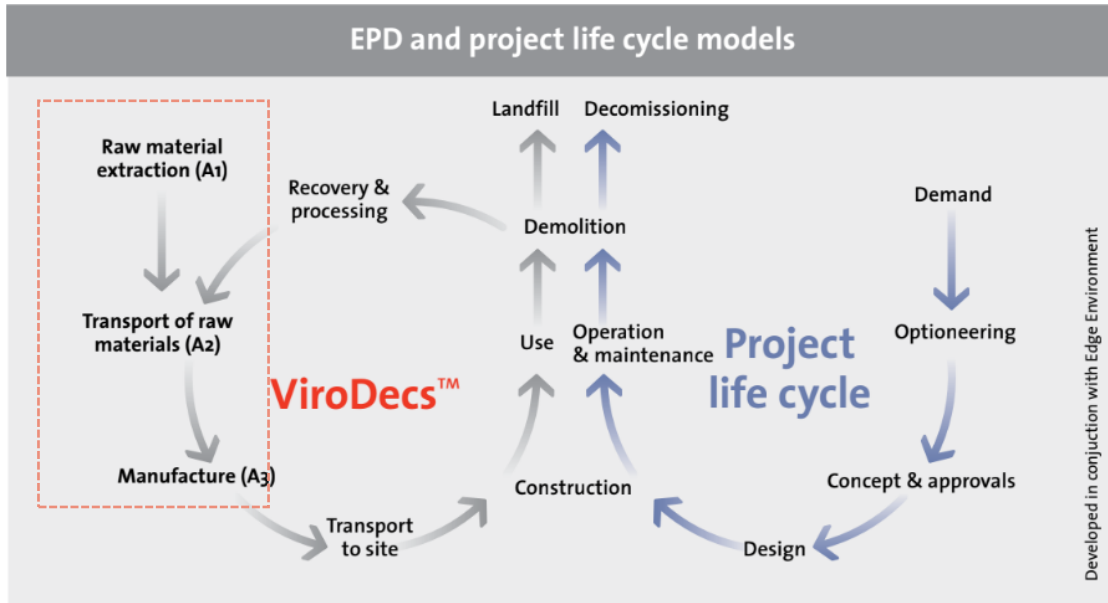 EPD and project life cycle models
Landfill
Decomissioning
Raw material
extraction (A1)
Recovery &
processing
Demolition
Demand
Transport of raw
materials (A2)
Use
Operation
& maintenance
Project
life cycle
Optioneering
ViroDecs™
Manufacture (A3)
Construction
Concept & approvals
Transport
to site
Design
Developed in conjuction with Edge Environment